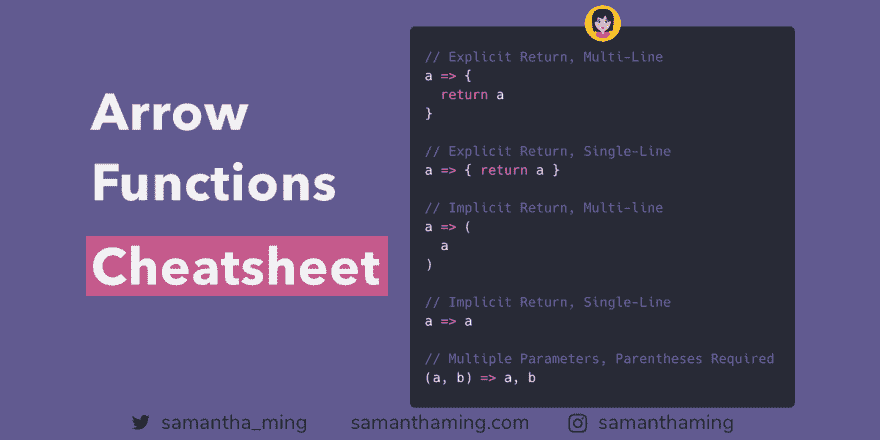 Arrow
Functions
Cheatsheet
// Explicit Return, Multi-Line
a => {
  return a
}
// Explicit Return, Single-Line
a => { return a }
// Implicit Return, Multi-line
a => (
  a
)
// Implicit Return, Single-Line
a => a
// Multiple Parameters, Parentheses Required
(a, b) => a, b
samantha_ming samanthaming.com samanthaming